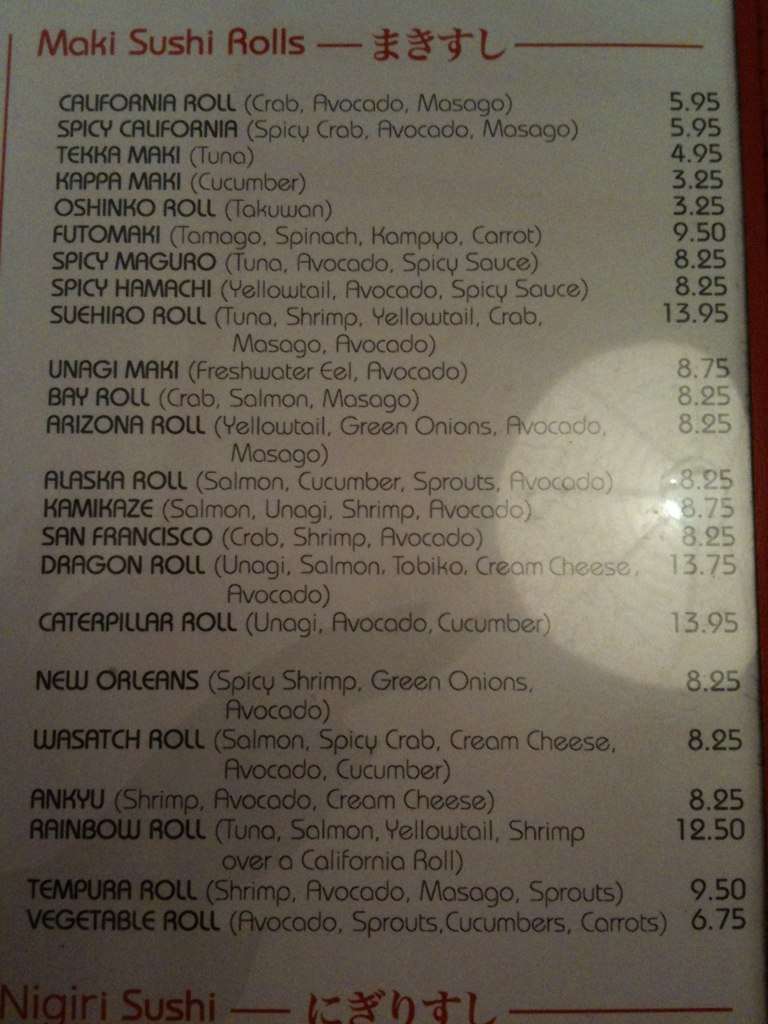 Maki Sushi Rolls — まきすし
CALIFORNIA ROLL (Crab, Avocado, Masago) 5.95
SPICY CALIFORNIA (Spicy Crab, Avocado, Masago) 5.95
TEKKA MAKI (Tuna) 4.95
KAPPA MAKI (Cucumber) 3.25
OSHINKO ROLL (Takuwan) 3.25
FUTOMAKI (Tamago, Spinach, Kampyo, Carrot) 9.50
SPICY MAGURO (Tuna, Avocado, Spicy Sauce) 8.25
SPICY HAMACHI (Yellowtail, Avocado, Spicy Sauce) 8.25
SUEHIRO ROLL (Tuna, Shrimp, Yellowtail, Crab, 13.95
Masago, Avocado)
UNAGI MAKI (Freshwater Eel, Avocado) 8.75
BAY ROLL (Crab, Salmon, Masago) 8.25
ARIZONA ROLL (Yellowtail, Green Onions, Avocado, 8.25
Masago)
ALASKA ROLL (Salmon, Cucumber, Sprouts, Avocado) 8.25
KAMIKAZE (Salmon, Unagi, Shrimp, Avocado) 8.75
SAN FRANCISCO (Crab, Shrimp, Avocado) 8.25
DRAGON ROLL (Unagi, Salmon, Tobiko, Cream Cheese, 13.75
Avocado)
CATERPILLAR ROLL (Unagi, Avocado, Cucumber) 13.95
NEW ORLEANS (Spicy Shrimp, Green Onions, 8.25
Avocado)
WASATCH ROLL (Salmon, Spicy Crab, Cream Cheese, 8.25
Avocado, Cucumber)
ANKYU (Shrimp, Avocado, Cream Cheese) 8.25
RAINBOW ROLL (Tuna, Salmon, Yellowtail, Shrimp 12.50
over a California Roll)
TEMPURA ROLL (Shrimp, Avocado, Masago, Sprouts) 9.50
VEGETABLE ROLL (Avocado, Sprouts, Cucumbers, Carrots) 6.75
Nigiri Sushi — にぎりすし